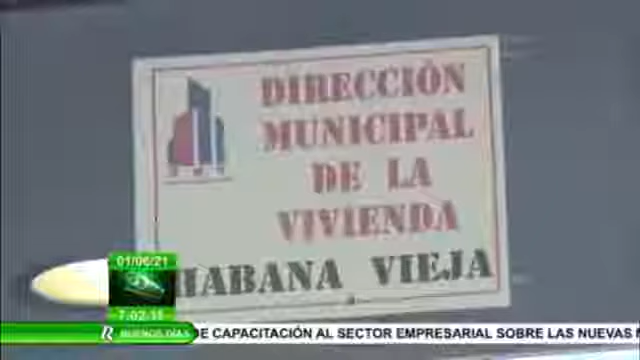 DIRECCIÓN
MUNICIPAL
DE LA
VIVIENDA
HABANA VIEJA
01/06/21
7:02:15
BUENOS DÍAS
DE CAPACITACIÓN AL SECTOR EMPRESARIAL SOBRE LAS NUEVAS